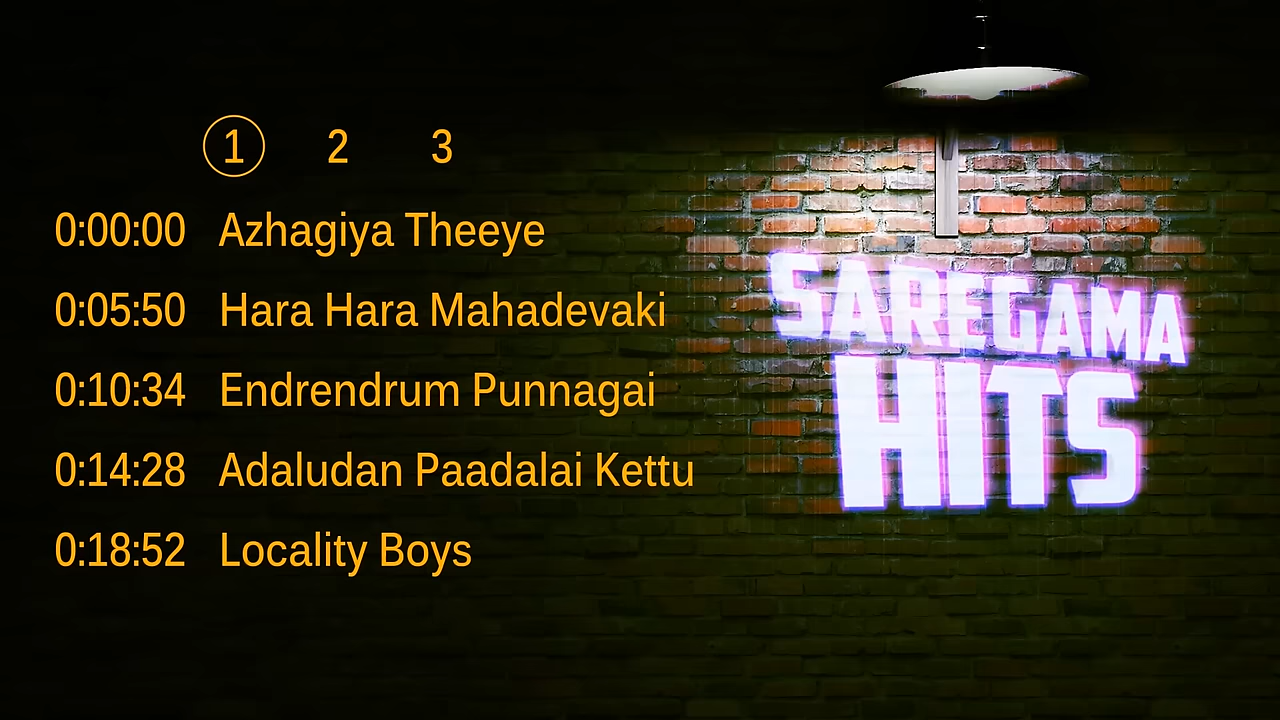 1 2 3
0:00:00 Azhagiya Theeye
0:05:50 Hara Hara Mahadevaki
0:10:34 Endrendrum Punnagai
0:14:28 Adaludan Paadalai Kettu
0:18:52 Locality Boys
SAREGAMA
HITS